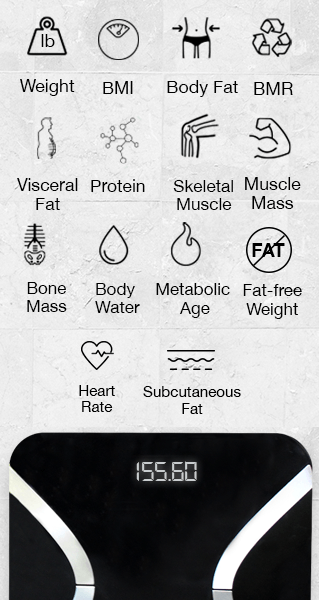 lb
Weight BMI Body Fat BMR
Visceral Protein Skeletal Muscle
Fat Muscle Mass
Bone Body Metabolic Fat-free
Mass Water Age Weight
FAT
Heart Subcutaneous
Rate Fat
155.60